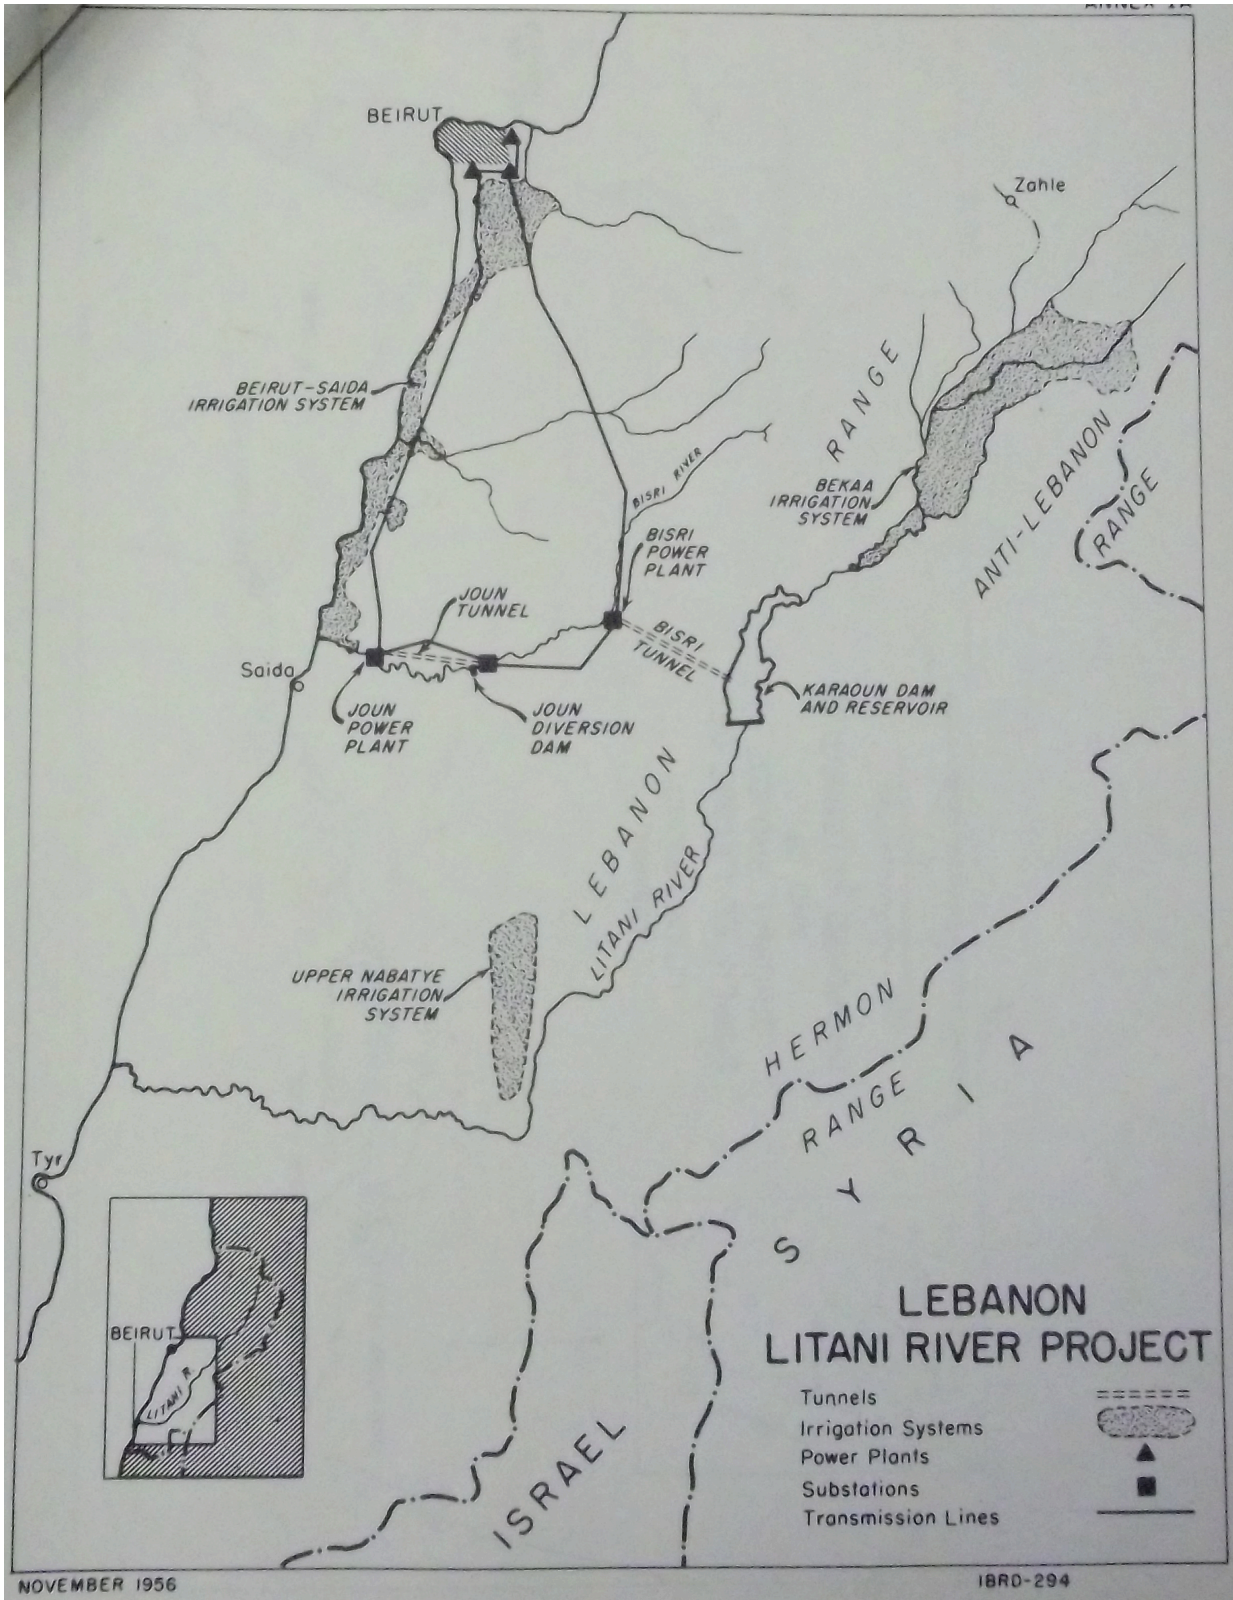 ANNEX IA
BEIRUT
Zahle
BEIRUT-SAIDA
IRRIGATION SYSTEM
RANGE
BISRI RIVER
BEKAA
IRRIGATION
SYSTEM
ANTI-LEBANON
RANGE
BISRI
POWER
PLANT
JOUN
TUNNEL
BISRI
TUNNEL
Saida
KARAOUN DAM
AND RESERVOIR
JOUN
POWER
PLANT
JOUN
DIVERSION
DAM
LEBANON
LITANI RIVER
UPPER NABATYE
IRRIGATION
SYSTEM
HERMON
RANGE
SYRIA
Tyr
BEIRUT
LITANI R.
ISRAEL
LEBANON
LITANI RIVER PROJECT
Tunnels
Irrigation Systems
Power Plants
Substations
Transmission Lines
NOVEMBER 1956
IBRD-294